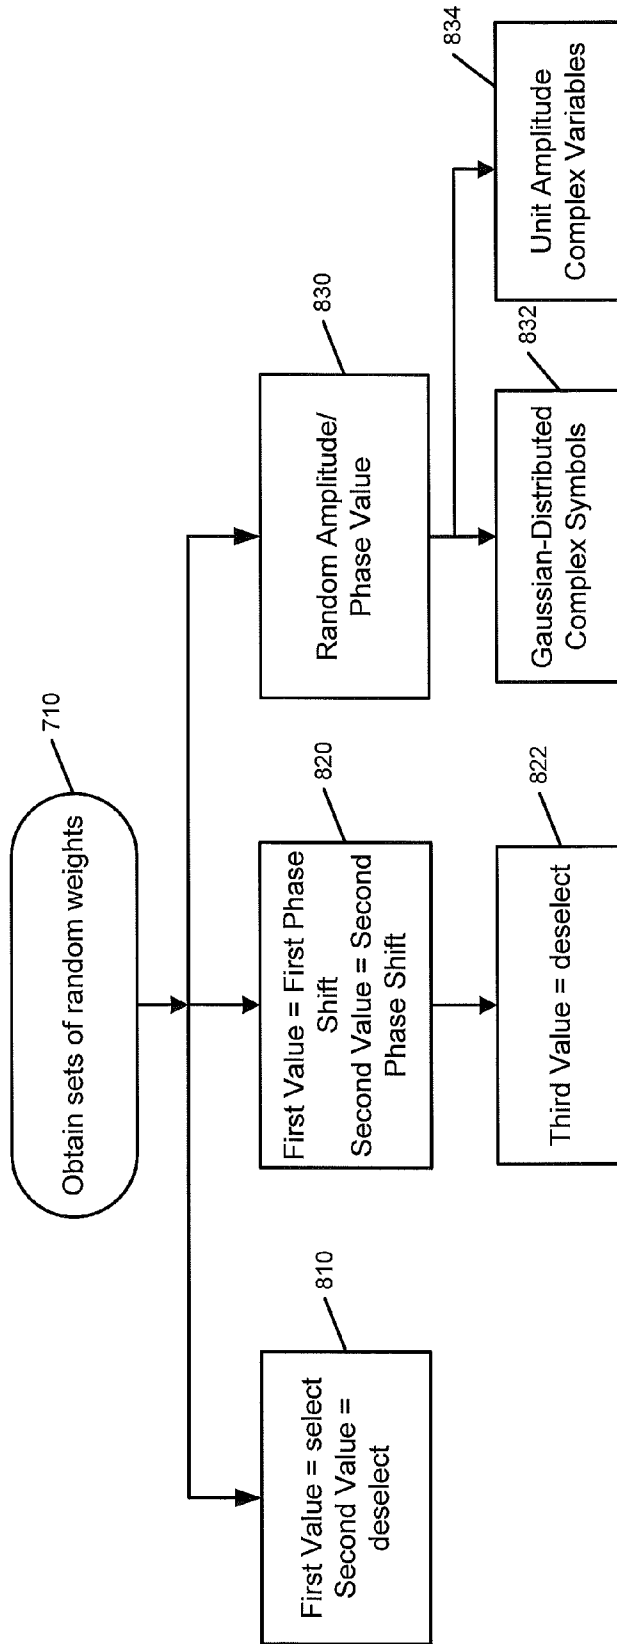 710
Obtain sets of random weights
810
First Value = select
Second Value =
deselect
820
First Value = First Phase
Shift
Second Value = Second
Phase Shift
830
Random Amplitude/
Phase Value
822
Third Value = deselect
832
Gaussian-Distributed
Complex Symbols
834
Unit Amplitude
Complex Variables